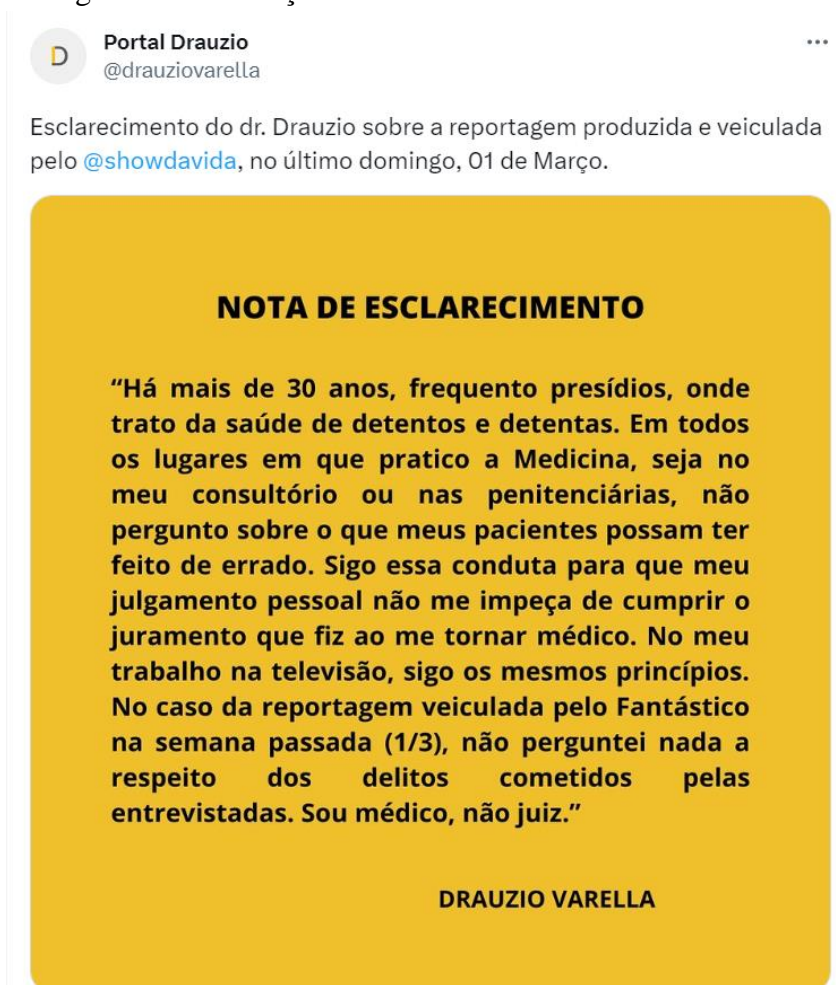 D
Portal Drauzio
@drauziovarella
Esclarecimento do dr. Drauzio sobre a reportagem produzida e veiculada
pelo @showdavida, no último domingo, 01 de Março.
NOTA DE ESCLARECIMENTO
“Há mais de 30 anos, frequento presídios, onde
trato da saúde de detentos e detentas. Em todos
os lugares em que pratico a Medicina, seja no
meu consultório ou nas penitenciárias, não
pergunto sobre o que meus pacientes possam ter
feito de errado. Sigo essa conduta para que meu
julgamento pessoal não me impeça de cumprir o
juramento que fiz ao me tornar médico. No meu
trabalho na televisão, sigo os mesmos princípios.
No caso da reportagem veiculada pelo Fantástico
na semana passada (1/3), não perguntei nada a
respeito dos delitos cometidos pelas
entrevistadas. Sou médico, não juiz.”
DRAUZIO VARELLA